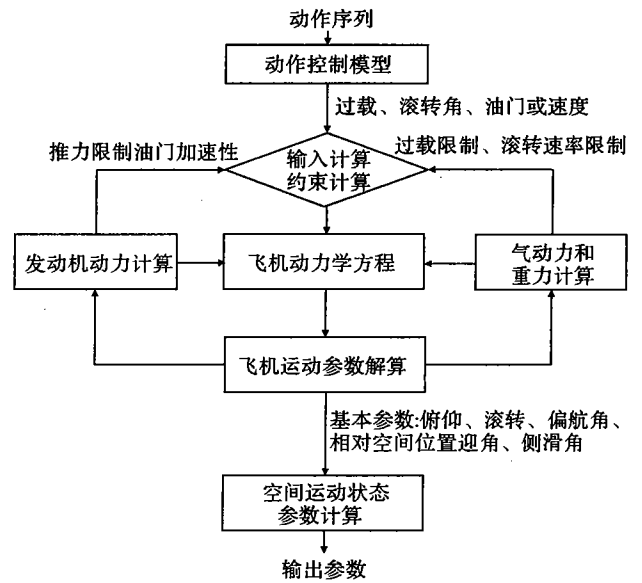 动作序列
动作控制模型
过载、滚转角、油门或速度
推力限制油门加速性
过载限制、滚转速率限制
输入计算
约束计算
发动机动力计算
飞机动力学方程
气动力和
重力计算
飞机运动参数解算
基本参数:俯仰、滚转、偏航角、
相对空间位置迎角、侧滑角
空间运动状态
参数计算
输出参数